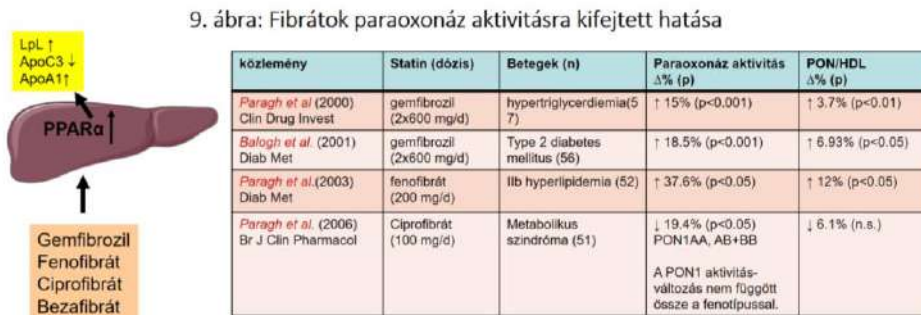 9. ábra: Fibrátok paraoxonáz aktivitásra kifejtett hatása
LpL ↑
ApoC3 ↓
ApoA1↑
PPARα
Gemfibrozil
Fenofibrát
Ciprofibrát
Bezafibrát
közlemény
Statin (dózis)
Betegek (n)
Paraoxonáz aktivitás
Δ% (p)
PON/HDL
Δ% (p)
Paragh et al (2000)
Clin Drug Invest
gemfibrozil
(2x600 mg/d)
hypertriglycerdiemia(5
7)
↑ 15% (p<0.001)
↑ 3.7% (p<0.01)
Balogh et al. (2001)
Diab Met
gemfibrozil
(2x600 mg/d)
Type 2 diabetes
mellitus (56)
↑ 18.5% (p<0.001)
↑ 6.93% (p<0.05)
Paragh et al.(2003)
Diab Met
fenofibrát
(200 mg/d)
IIb hyperlipidemia (52)
↑ 37.6% (p<0.05)
↑ 12% (p<0.05)
Paragh et al. (2006)
Br J Clin Pharmacol
Ciprofibrát
(100 mg/d)
Metabolikus
szindróma (51)
↓ 19.4% (p<0.05)
PON1AA, AB+BB
A PON1 aktivitás-
változás nem függött
össze a fenotípussal.
↓ 6.1% (n.s.)